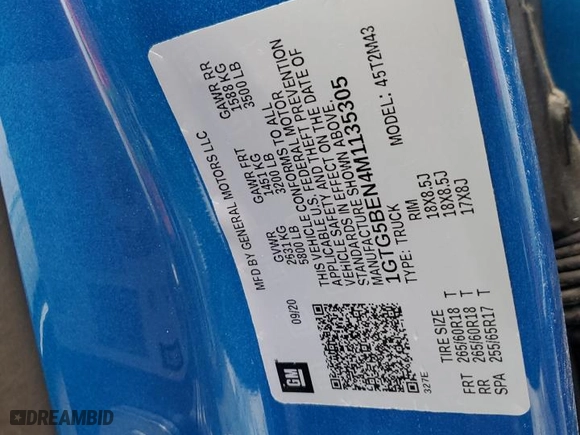 MFD BY GENERAL MOTORS LLC
GVWR GAWR FRT GAWR RR
2631 KG 1451 KG 1588 KG
5800 LB 3200 LB 3500 LB
THIS VEHICLE CONFORMS TO ALL
APPLICABLE U.S. FEDERAL MOTOR
VEHICLE SAFETY AND THEFT PREVENTION
STANDARDS IN EFFECT ON THE DATE OF
MANUFACTURE SHOWN ABOVE.
09/20
1GTG5BEN4M1135305
TYPE: TRUCK MODEL: 45T2M43
GM
327E
TIRE SIZE RIM
FRT 265/60R18 T 18X8.5J
RR 265/60R18 T 18X8.5J
SPA 255/65R17 T 17X8J
DREAMBID